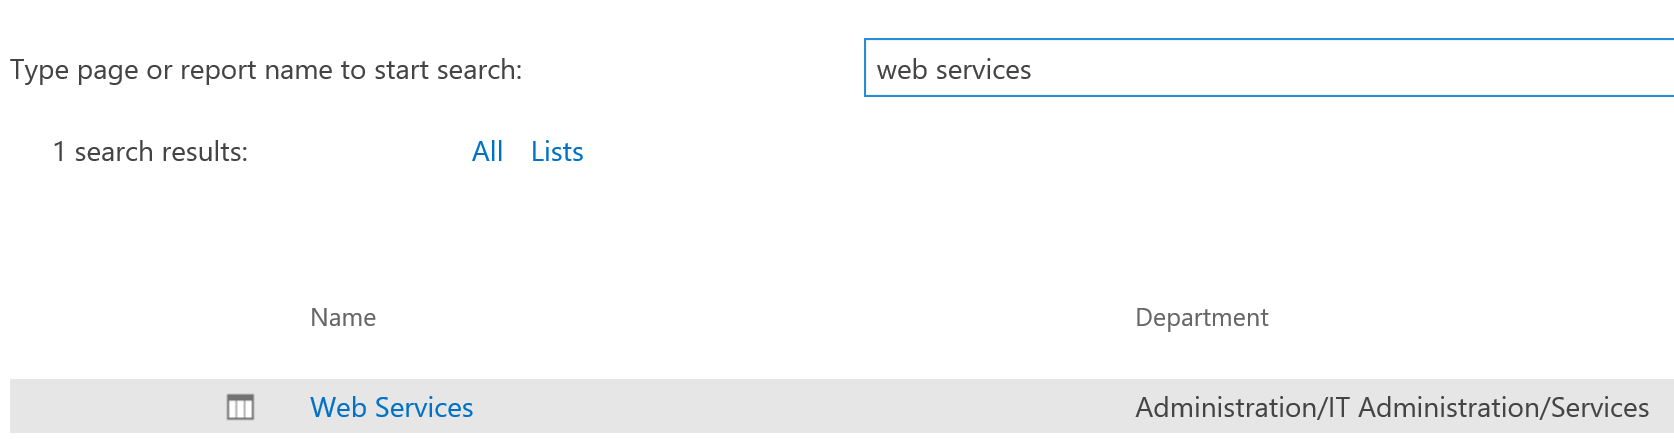 Type page or report name to start search: web services
1 search results: All Lists
Name Department
Web Services Administration/IT Administration/Services